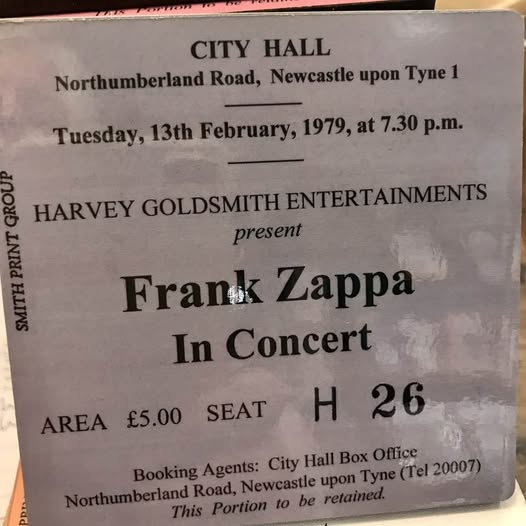 CITY HALL
Northumberland Road, Newcastle upon Tyne 1
Tuesday, 13th February, 1979, at 7.30 p.m.
HARVEY GOLDSMITH ENTERTAINMENTS
present
Frank Zappa
In Concert
AREA £5.00 SEAT H 26
Booking Agents: City Hall Box Office
Northumberland Road, Newcastle upon Tyne (Tel 20007)
This Portion to be retained.
SMITH PRINT GROUP